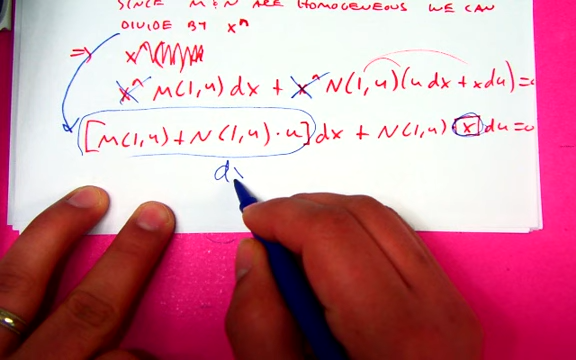 SINCE M & N ARE HOMOGENEOUS WE CAN
DIVIDE BY xⁿ
⇒
xⁿ M(1,u)dx + xⁿ N(1,u)(u dx + x du) = 0
[M(1,u) + N(1,u)·u] dx + N(1,u) [x] du = 0